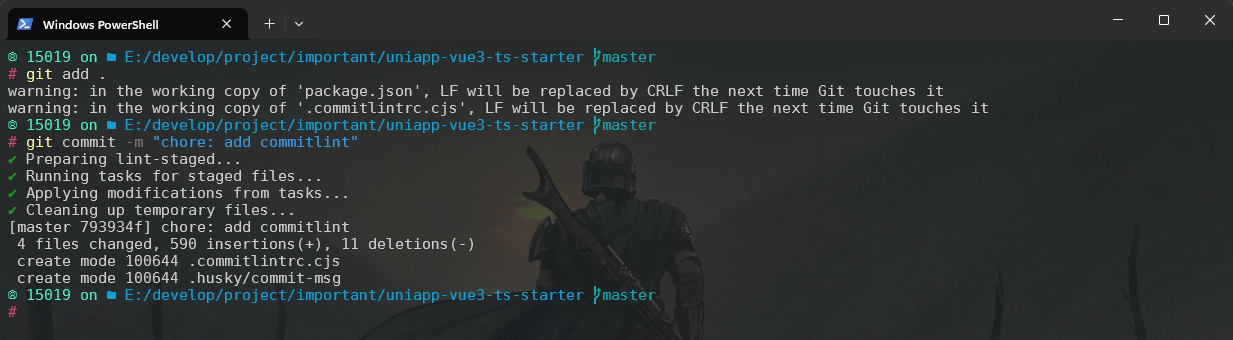 Windows PowerShell
15019 on E:/develop/project/important/uniapp-vue3-ts-starter master
# git add .
warning: in the working copy of 'package.json', LF will be replaced by CRLF the next time Git touches it
warning: in the working copy of '.commitlintrc.cjs', LF will be replaced by CRLF the next time Git touches it
15019 on E:/develop/project/important/uniapp-vue3-ts-starter master
# git commit -m "chore: add commitlint"
✔ Preparing lint-staged...
✔ Running tasks for staged files...
✔ Applying modifications from tasks...
✔ Cleaning up temporary files...
[master 793934f] chore: add commitlint
 4 files changed, 590 insertions(+), 11 deletions(-)
 create mode 100644 .commitlintrc.cjs
 create mode 100644 .husky/commit-msg
15019 on E:/develop/project/important/uniapp-vue3-ts-starter master
#